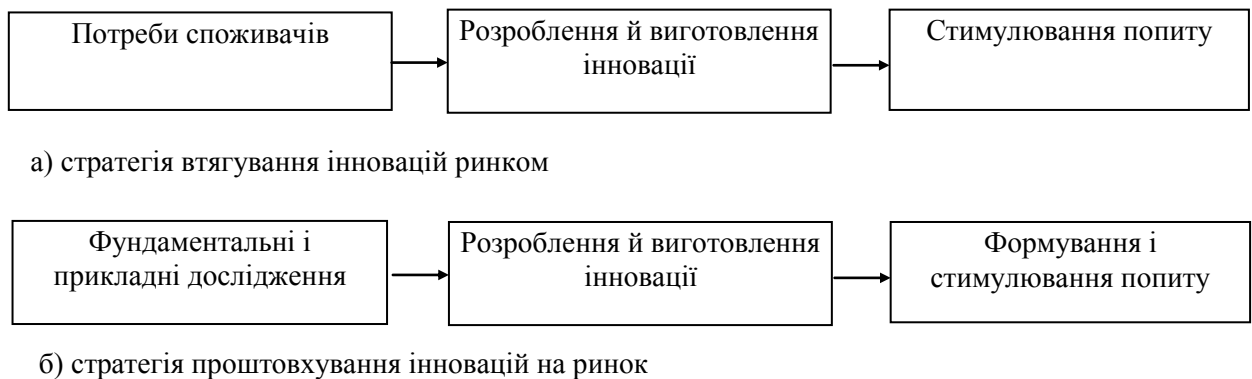 Потреби споживачів
Розроблення й виготовлення
інновації
Стимулювання попиту
а) стратегія втягування інновацій ринком
Фундаментальні і
прикладні дослідження
Розроблення й виготовлення
інновації
Формування і
стимулювання попиту
б) стратегія проштовхування інновацій на ринок